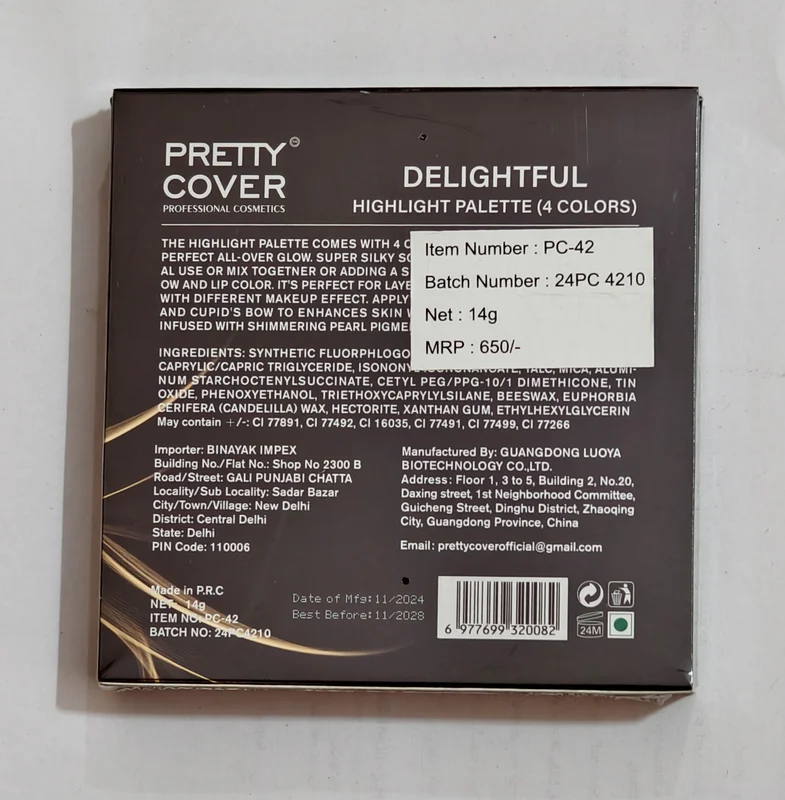 PRETTY
COVER
PROFESSIONAL COSMETICS
DELIGHTFUL
HIGHLIGHT PALETTE (4 COLORS)
THE HIGHLIGHT PALETTE COMES WITH 4
PERFECT ALL-OVER GLOW. SUPER SILKY
AL USE OR MIX TOGETHER OR ADDING A
OW AND LIP COLOR. IT'S PERFECT FOR
WITH DIFFERENT MAKEUP EFFECT. APPLY
AND CUPID'S BOW TO ENHANCES SKIN
INFUSED WITH SHIMMERING PEARL
Item Number : PC-42
Batch Number : 24PC 4210
Net : 14g
MRP : 650/-
INGREDIENTS: SYNTHETIC
CAPRYLIC/CAPRIC TRIGLYCERIDE, TALC, MICA, ALUMI-
NUM STARCHOCTENYLSUCCINATE, CETYL PEG/PPG-10/1 DIMETHICONE, TIN
OXIDE, PHENOXYETHANOL, TRIETHOXYCAPRYLYLSILANE, BEESWAX, EUPHORBIA
CERIFERA (CANDELILLA) WAX, HECTORITE, XANTHAN GUM, ETHYLHEXYLGLYCERIN
May contain +/-: CI 77891, CI 77492, CI 16035, CI 77491, CI 77499, CI 77266
Importer: BINAYAK IMPEX
Building No./Flat No.: Shop No 2300 B
Road/Street: GALI PUNJABI CHATTA
Locality/Sub Locality: Sadar Bazar
City/Town/Village: New Delhi
District: Central Delhi
State: Delhi
PIN Code: 110006
Manufactured By: GUANGDONG LUOYA
BIOTECHNOLOGY CO.,LTD.
Address: Floor 1, 3 to 5, Building 2, No.20,
Daxing street, 1st Neighborhood Committee,
Guicheng Street, Dinghu District, Zhaoqing
City, Guangdong Province, China
Email: prettycoverofficial@gmail.com
Made in P.R.C
NET: 14g
ITEM NO: PC-42
BATCH NO: 24PC4210
Date of Mfg:11/2024
Best Before:11/2028
6 977699 320082
24M